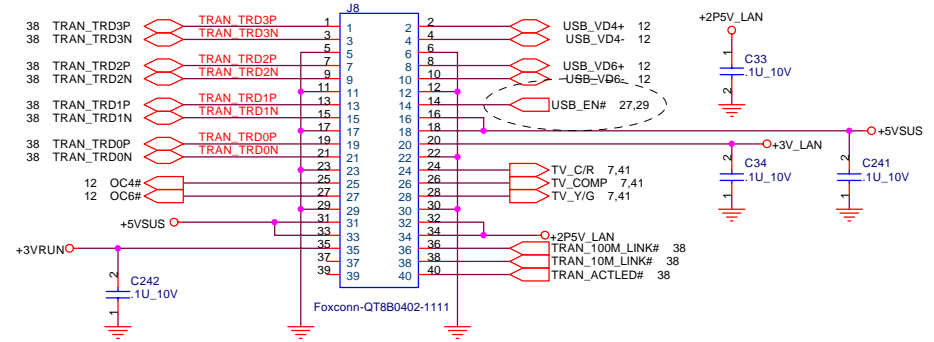 J8
38 TRAN_TRD3P TRAN_TRD3P 1 1 2 2 USB_VD4+ 12
38 TRAN_TRD3N TRAN_TRD3N 3 3 4 4 USB_VD4- 12
5 5 6 6
38 TRAN_TRD2P TRAN_TRD2P 7 7 8 8 USB_VD6+ 12
38 TRAN_TRD2N TRAN_TRD2N 9 9 10 10 USB_VD6- 12
11 11 12 12
38 TRAN_TRD1P TRAN_TRD1P 13 13 14 14 USB_EN# 27,29
38 TRAN_TRD1N TRAN_TRD1N 15 15 16 16
17 17 18 18 +5VSUS
38 TRAN_TRD0P TRAN_TRD0P 19 19 20 20 +3V_LAN
38 TRAN_TRD0N TRAN_TRD0N 21 21 22 22
23 23 24 24 TV_C/R 7,41
12 OC4# 25 25 26 26 TV_COMP 7,41
12 OC6# 27 27 28 28 TV_Y/G 7,41
29 29 30 30
+5VSUS 31 31 32 32
33 33 34 34 +2P5V_LAN
+3VRUN 35 35 36 36 TRAN_100M_LINK# 38
37 37 38 38 TRAN_10M_LINK# 38
39 39 40 40 TRAN_ACTLED# 38
Foxconn-QT8B0402-1111
+2P5V_LAN
1
C33
.1U_10V
2
2
C34
.1U_10V
1
2
C241
.1U_10V
1
2
C242
.1U_10V
1